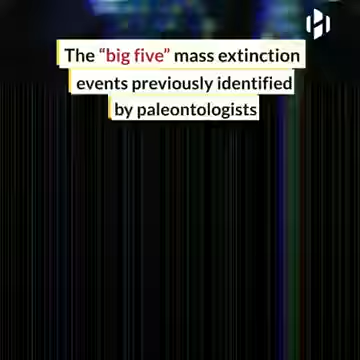 The “big five” mass extinction
events previously identified
by paleontologists